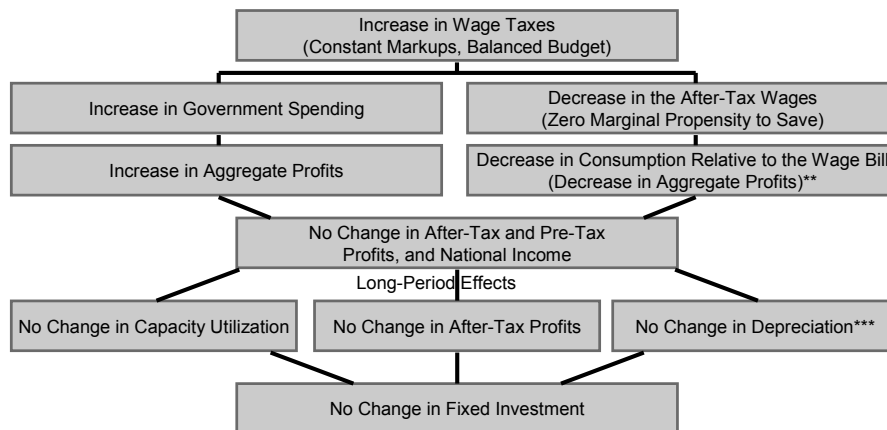 Increase in Wage Taxes
(Constant Markups, Balanced Budget)
Increase in Government Spending
Decrease in the After-Tax Wages
(Zero Marginal Propensity to Save)
Increase in Aggregate Profits
Decrease in Consumption Relative to the Wage Bill
(Decrease in Aggregate Profits)**
No Change in After-Tax and Pre-Tax
Profits, and National Income
Long-Period Effects
No Change in Capacity Utilization
No Change in After-Tax Profits
No Change in Depreciation***
No Change in Fixed Investment